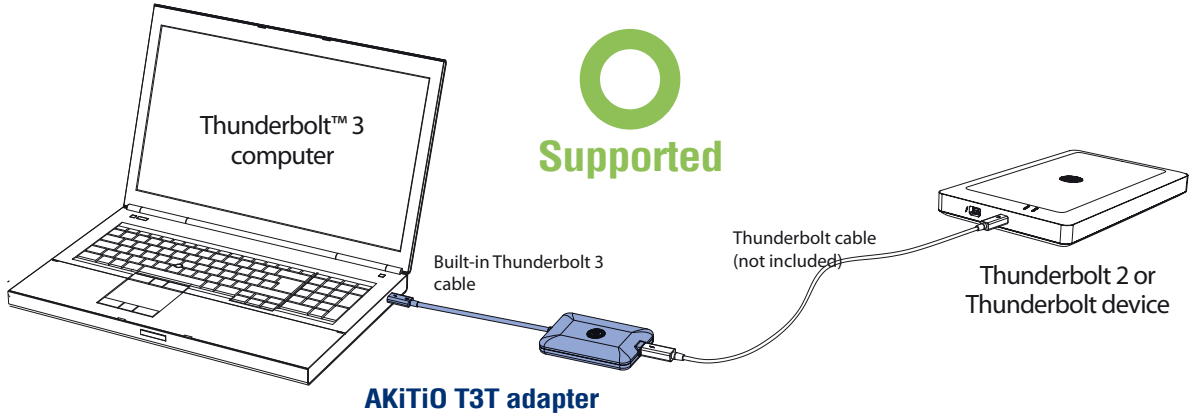 Thunderbolt™ 3
computer
Supported
Built-in Thunderbolt 3
cable
Thunderbolt cable
(not included)
Thunderbolt 2 or
Thunderbolt device
AKiTiO T3T adapter